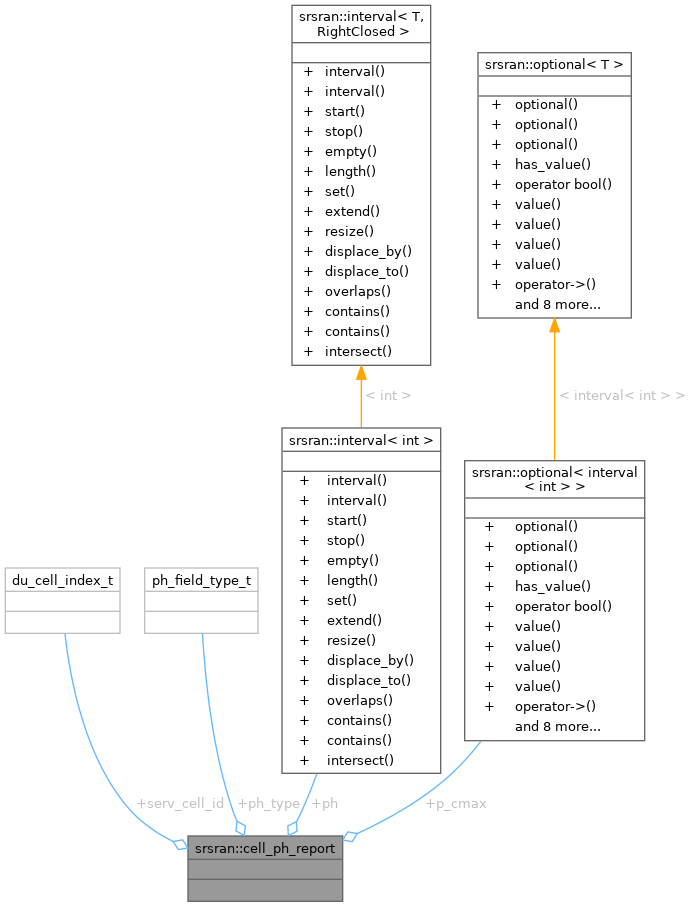 srsran::interval< T,
RightClosed >
+ interval()
+ interval()
+ start()
+ stop()
+ empty()
+ length()
+ set()
+ extend()
+ resize()
+ displace_by()
+ displace_to()
+ overlaps()
+ contains()
+ contains()
+ intersect()
srsran::optional< T >
+ optional()
+ optional()
+ optional()
+ has_value()
+ operator bool()
+ value()
+ value()
+ value()
+ value()
+ operator->()
and 8 more...
< int >
< interval< int > >
srsran::interval< int >
+ interval()
+ interval()
+ start()
+ stop()
+ empty()
+ length()
+ set()
+ extend()
+ resize()
+ displace_by()
+ displace_to()
+ overlaps()
+ contains()
+ contains()
+ intersect()
srsran::optional< interval
< int > >
+ optional()
+ optional()
+ optional()
+ has_value()
+ operator bool()
+ value()
+ value()
+ value()
+ value()
+ operator->()
and 8 more...
du_cell_index_t
ph_field_type_t
+serv_cell_id
+ph_type
+ph
+p_cmax
srsran::cell_ph_report